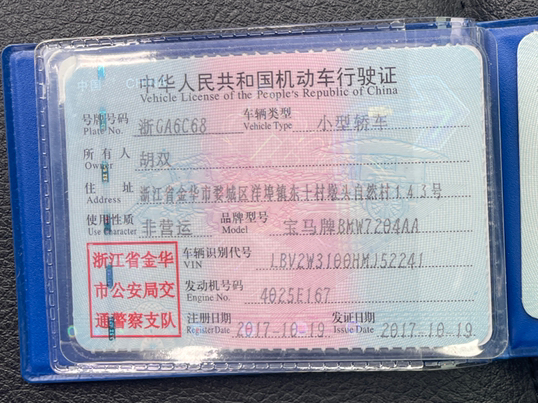 中华人民共和国机动车行驶证
Vehicle License of the People's Republic of China
号牌号码 Plate No. 浙GA6C68 车辆类型 Vehicle Type 小型轿车
所有人 Owner 胡双
住址 Address 浙江省金华市婺城区洋埠镇东十村墩头自然村143号
使用性质 Use Character 非营运 品牌型号 Model 宝马牌BMW7204AA
车辆识别代号 VIN LBV2W3100HM152241
发动机号码 Engine No. 4025E167
注册日期 Register Date 2017-10-19 发证日期 Issue Date 2017-10-19
浙江省金华
市公安局交
通警察支队